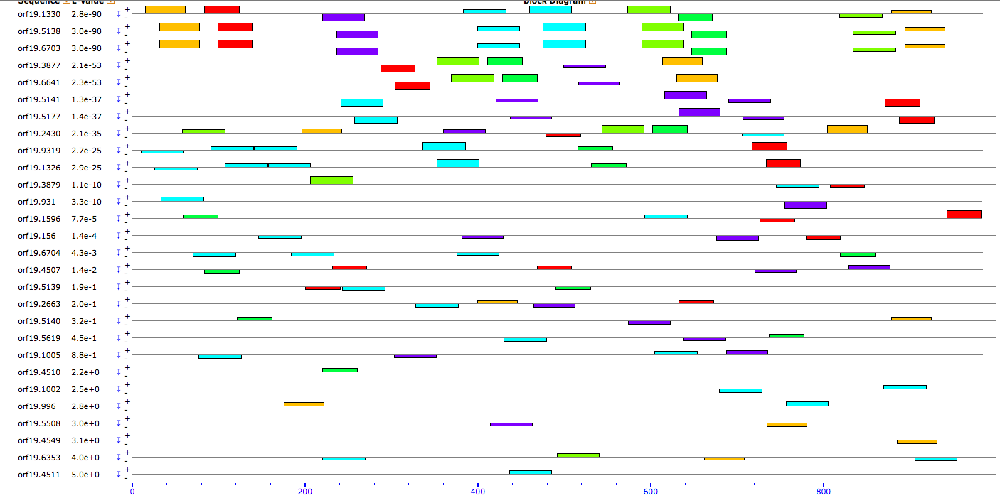 Sequence E-value Block Diagram
orf19.1330 2.8e-90 ↧ + -
orf19.5138 3.0e-90 ↧ + -
orf19.6703 3.0e-90 ↧ + -
orf19.3877 2.1e-53 ↧ + -
orf19.6641 2.3e-53 ↧ + -
orf19.5141 1.3e-37 ↧ + -
orf19.5177 1.4e-37 ↧ + -
orf19.2430 2.1e-35 ↧ + -
orf19.9319 2.7e-25 ↧ + -
orf19.1326 2.9e-25 ↧ + -
orf19.3879 1.1e-10 ↧ + -
orf19.931 3.3e-10 ↧ + -
orf19.1596 7.7e-5 ↧ + -
orf19.156 1.4e-4 ↧ + -
orf19.6704 4.3e-3 ↧ + -
orf19.4507 1.4e-2 ↧ + -
orf19.5139 1.9e-1 ↧ + -
orf19.2663 2.0e-1 ↧ + -
orf19.5140 3.2e-1 ↧ + -
orf19.5619 4.5e-1 ↧ + -
orf19.1005 8.8e-1 ↧ + -
orf19.4510 2.2e+0 ↧ + -
orf19.1002 2.5e+0 ↧ + -
orf19.996 2.8e+0 ↧ + -
orf19.5508 3.0e+0 ↧ + -
orf19.4549 3.1e+0 ↧ + -
orf19.6353 4.0e+0 ↧ + -
orf19.4511 5.0e+0 ↧ + -
0 200 400 600 800